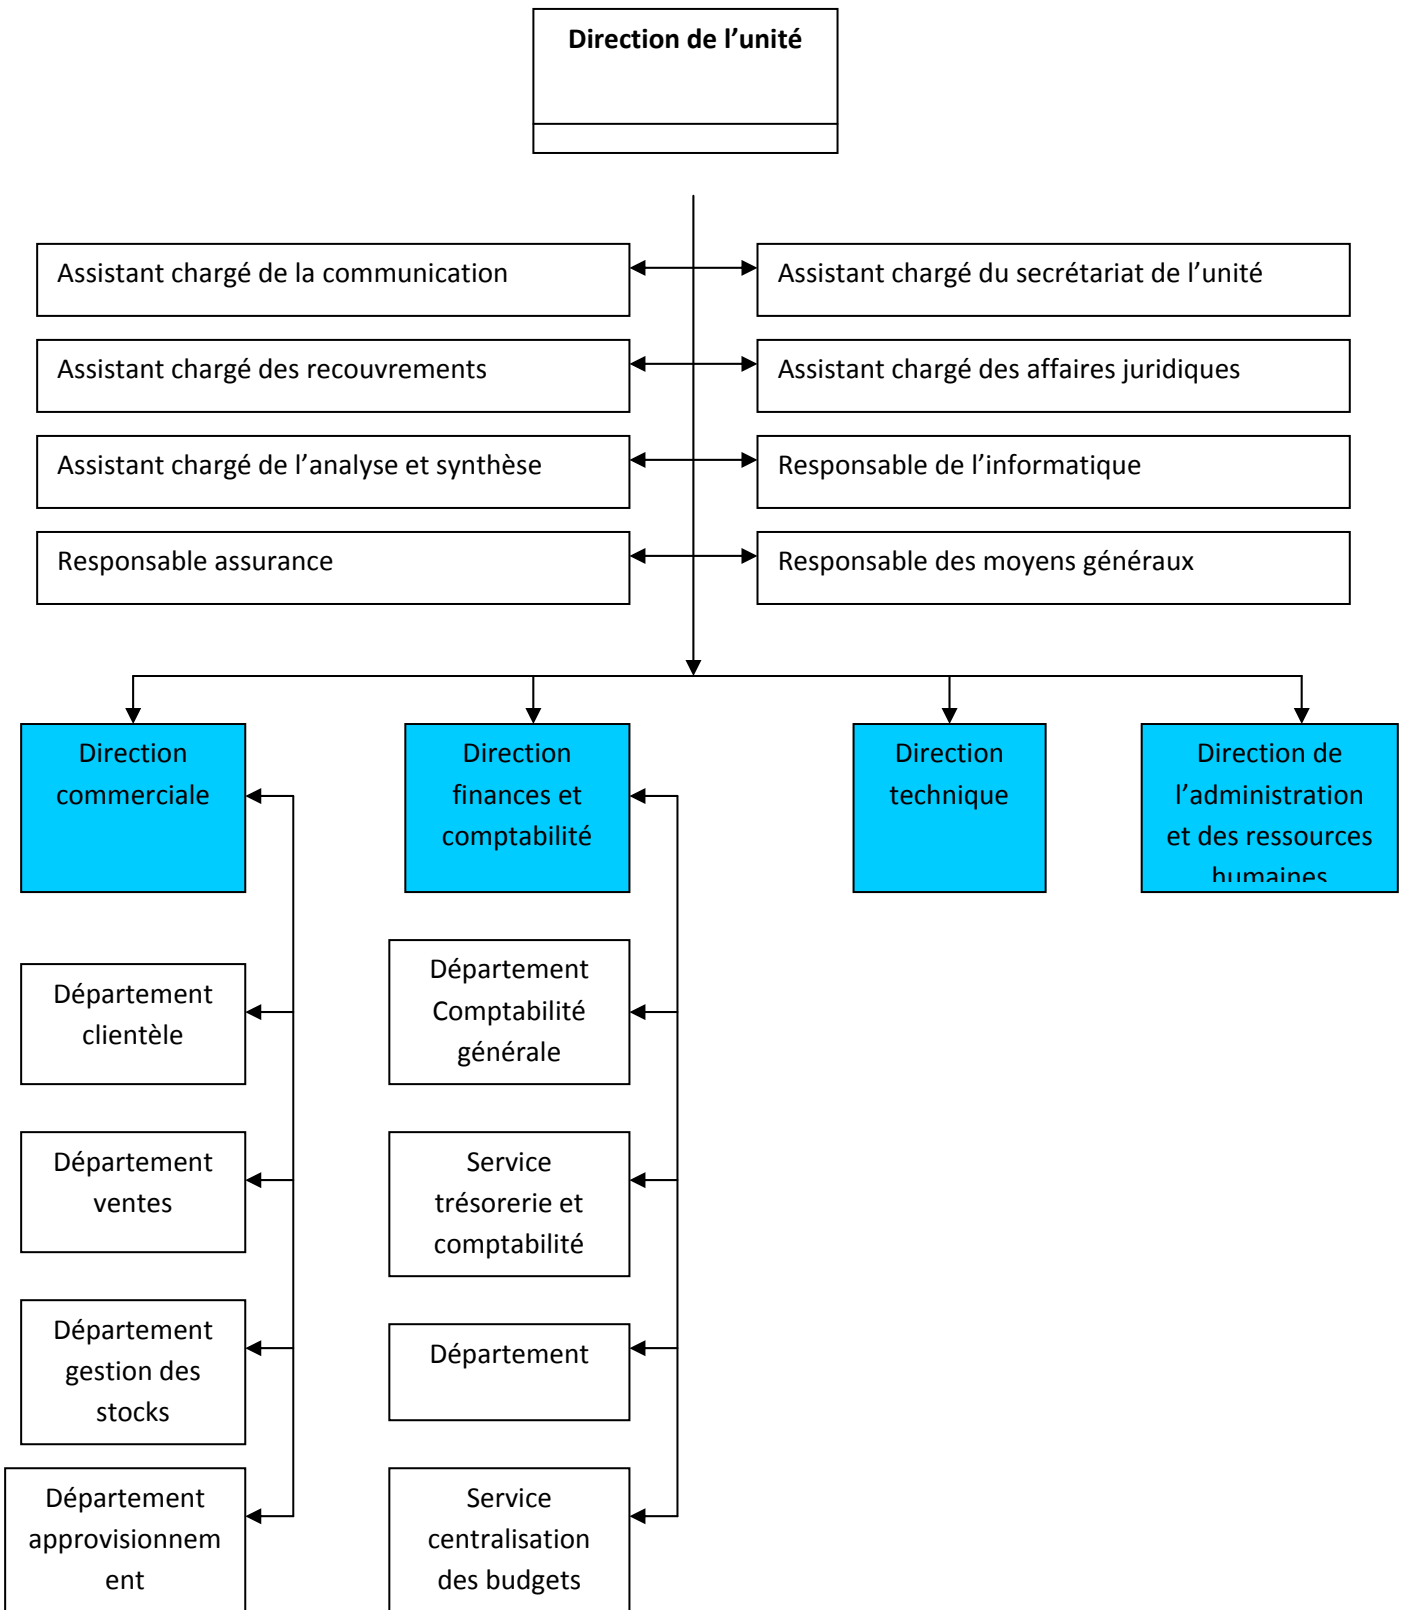 Direction de l’unité
Assistant chargé de la communication
Assistant chargé du secrétariat de l’unité
Assistant chargé des recouvrements
Assistant chargé des affaires juridiques
Assistant chargé de l’analyse et synthèse
Responsable de l’informatique
Responsable assurance
Responsable des moyens généraux
Direction
commerciale
Direction
finances et
comptabilité
Direction
technique
Direction de
l’administration
et des ressources
humaines
Département
clientèle
Département
Comptabilité
générale
Département
ventes
Service
trésorerie et
comptabilité
Département
gestion des
stocks
Département
Département
approvisionnem
ent
Service
centralisation
des budgets